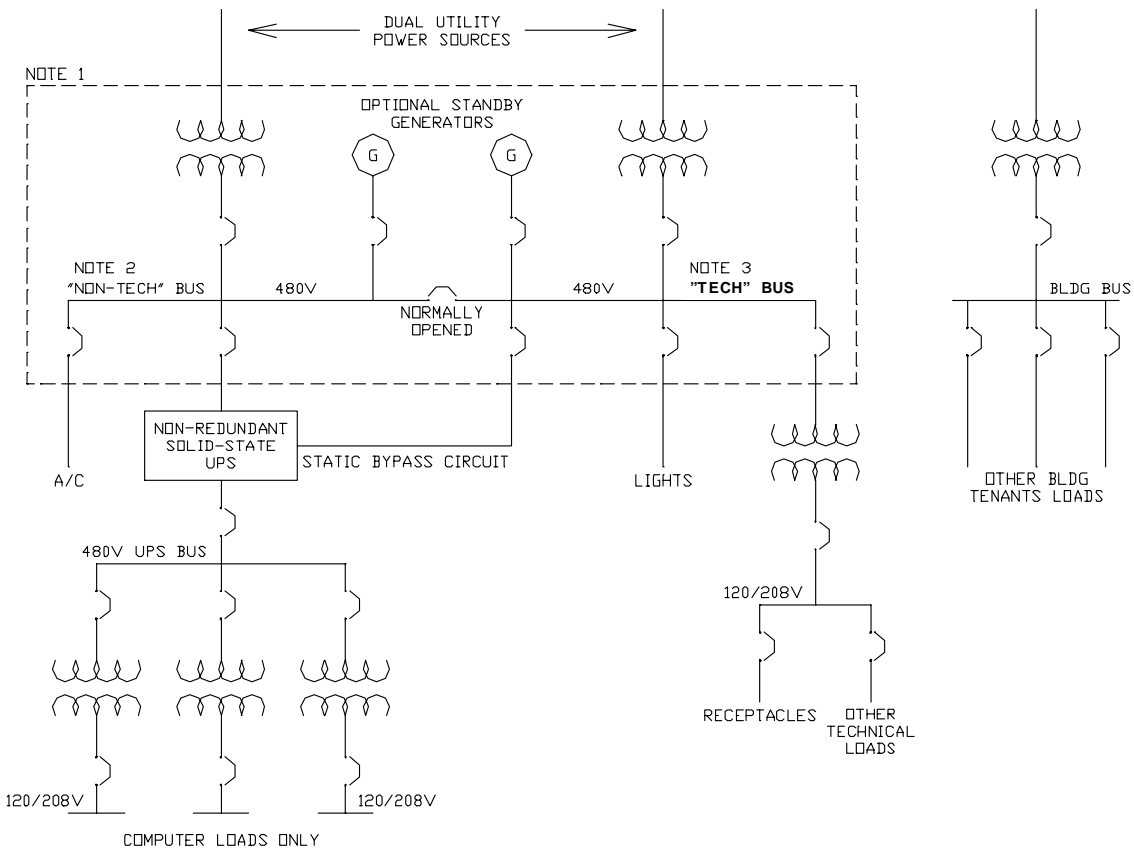 DUAL UTILITY
POWER SOURCES
NOTE 1
OPTIONAL STANDBY
GENERATORS
G
G
NOTE 2
"NON-TECH" BUS
480V
NORMALLY
OPENED
480V
NOTE 3
"TECH" BUS
BLDG BUS
NON-REDUNDANT
SOLID-STATE
UPS
STATIC BYPASS CIRCUIT
A/C
LIGHTS
OTHER BLDG
TENANTS LOADS
480V UPS BUS
120/208V
RECEPTACLES
OTHER
TECHNICAL
LOADS
120/208V
120/208V
COMPUTER LOADS ONLY